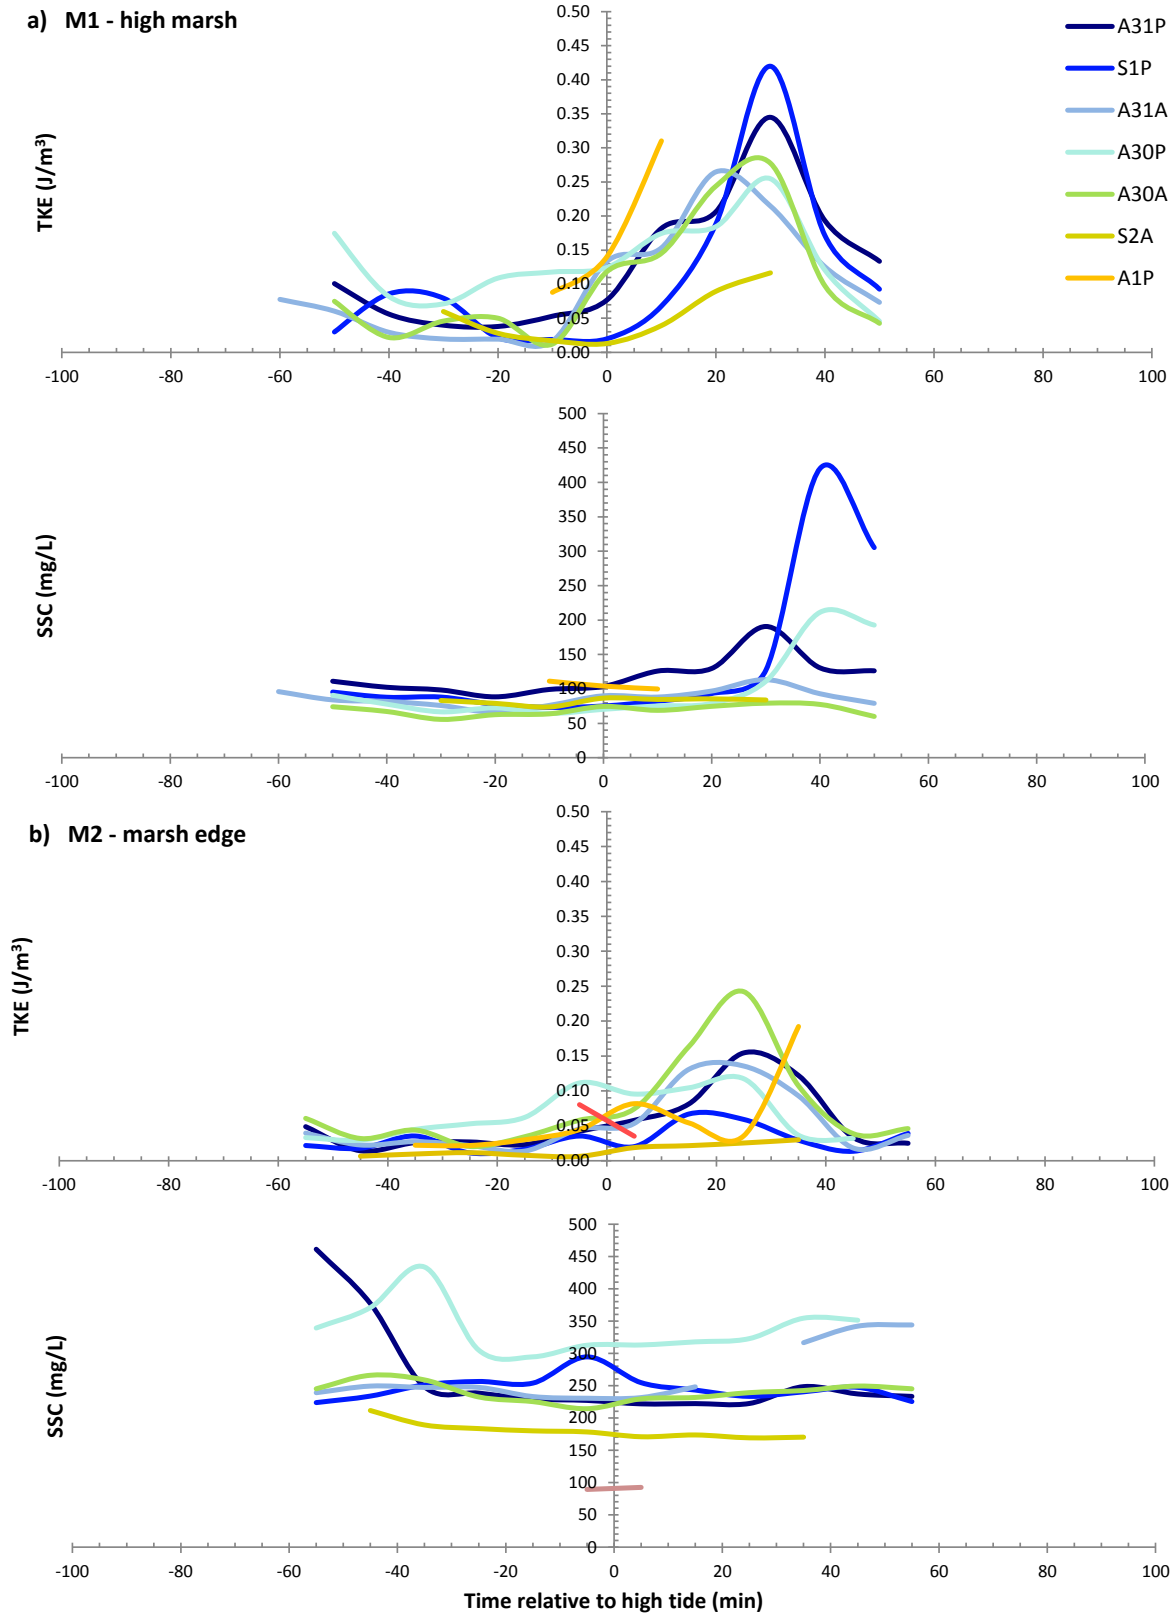 a) M1 - high marsh
0.50
0.45
0.40
0.35
0.30
0.25
0.20
0.15
0.10
0.05
0.00
TKE (J/m³)
-100 -80 -60 -40 -20 0 20 40 60 80 100
A31P
S1P
A31A
A30P
A30A
S2A
A1P
500
450
400
350
300
250
200
150
100
50
0
SSC (mg/L)
-100 -80 -60 -40 -20 0 20 40 60 80 100
b) M2 - marsh edge
0.50
0.45
0.40
0.35
0.30
0.25
0.20
0.15
0.10
0.05
0.00
TKE (J/m³)
-100 -80 -60 -40 -20 0 20 40 60 80 100
500
450
400
350
300
250
200
150
100
50
0
SSC (mg/L)
-100 -80 -60 -40 -20 0 20 40 60 80 100
Time relative to high tide (min)